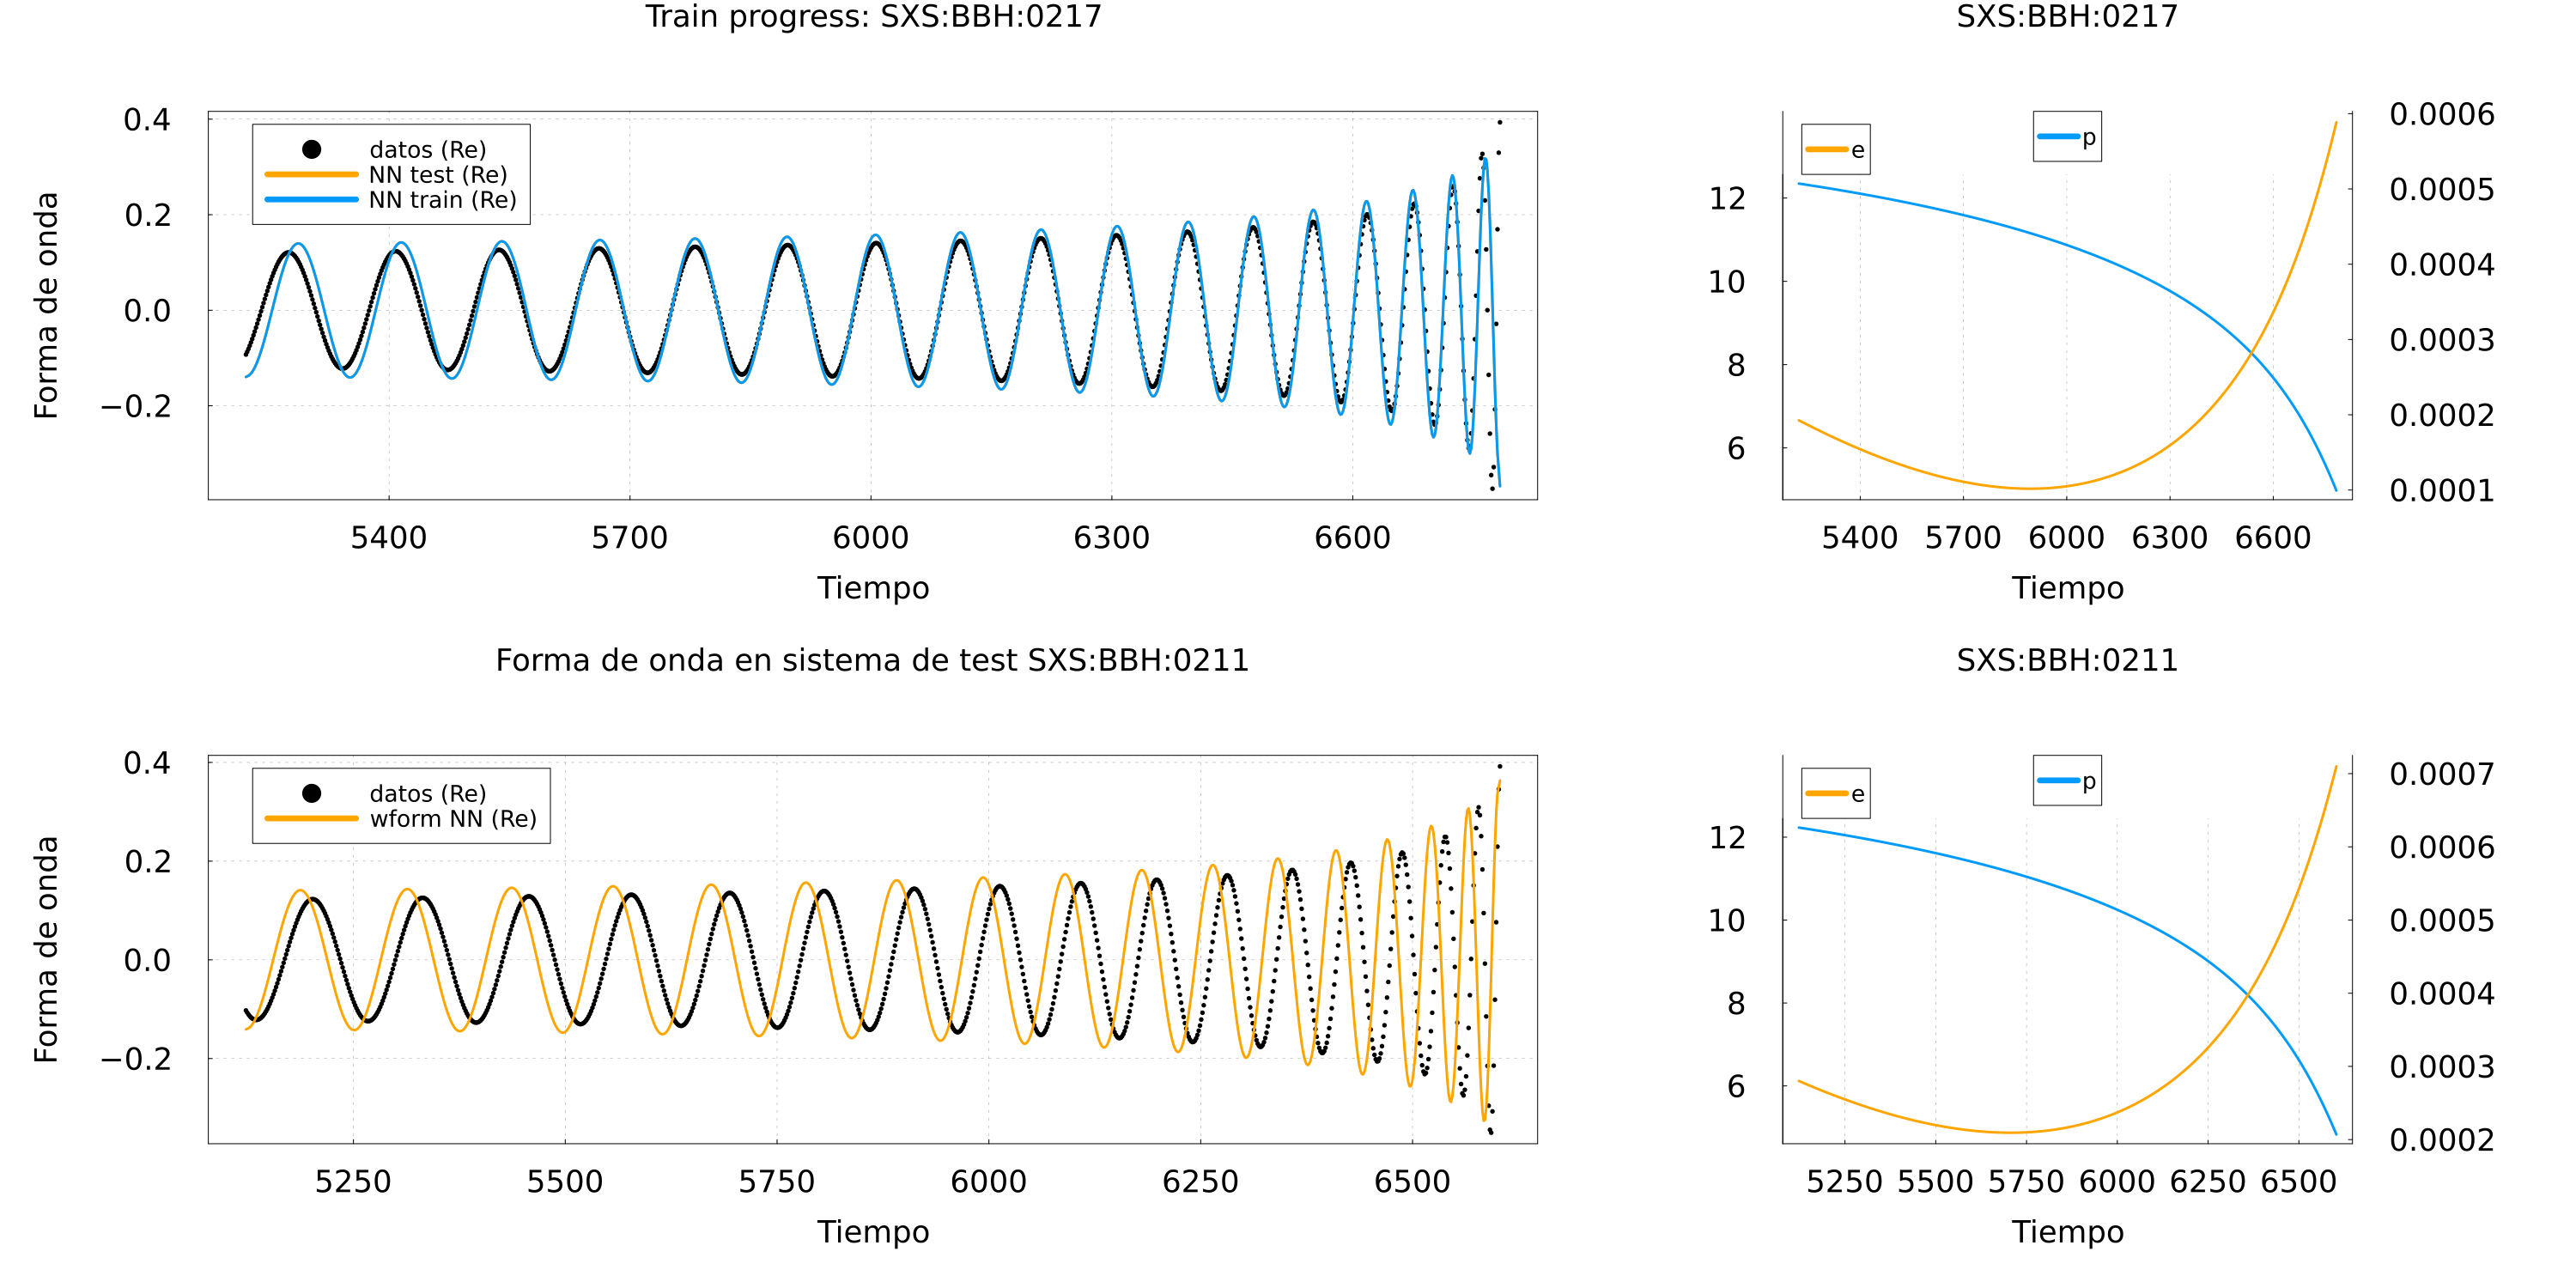 Train progress: SXS:BBH:0217
Forma de onda
0.4
0.2
0.0
−0.2
datos (Re)
NN test (Re)
NN train (Re)
5400 5700 6000 6300 6600
Tiempo
SXS:BBH:0217
12
10
8
6
e
p
0.0006
0.0005
0.0004
0.0003
0.0002
0.0001
5400 5700 6000 6300 6600
Tiempo
Forma de onda en sistema de test SXS:BBH:0211
Forma de onda
0.4
0.2
0.0
−0.2
datos (Re)
wform NN (Re)
5250 5500 5750 6000 6250 6500
Tiempo
SXS:BBH:0211
12
10
8
6
e
p
0.0007
0.0006
0.0005
0.0004
0.0003
0.0002
5250 5500 5750 6000 6250 6500
Tiempo